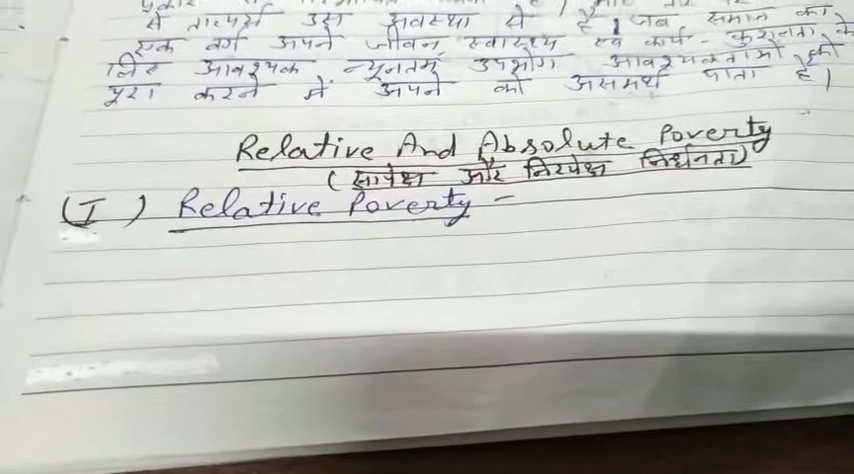 से तात्पर्य उस अवस्था से है। जब समाज का
एक वर्ग अपने जीवन, स्वास्थ्य एवं कार्य-कुशलता के
लिए आवश्यक न्यूनतम उपभोग आवश्यकताओं को
पूरा करने में अपने को असमर्थ पाता है।
Relative And Absolute Poverty
(सापेक्ष और निरपेक्ष निर्धनता)
(I) Relative Poverty -